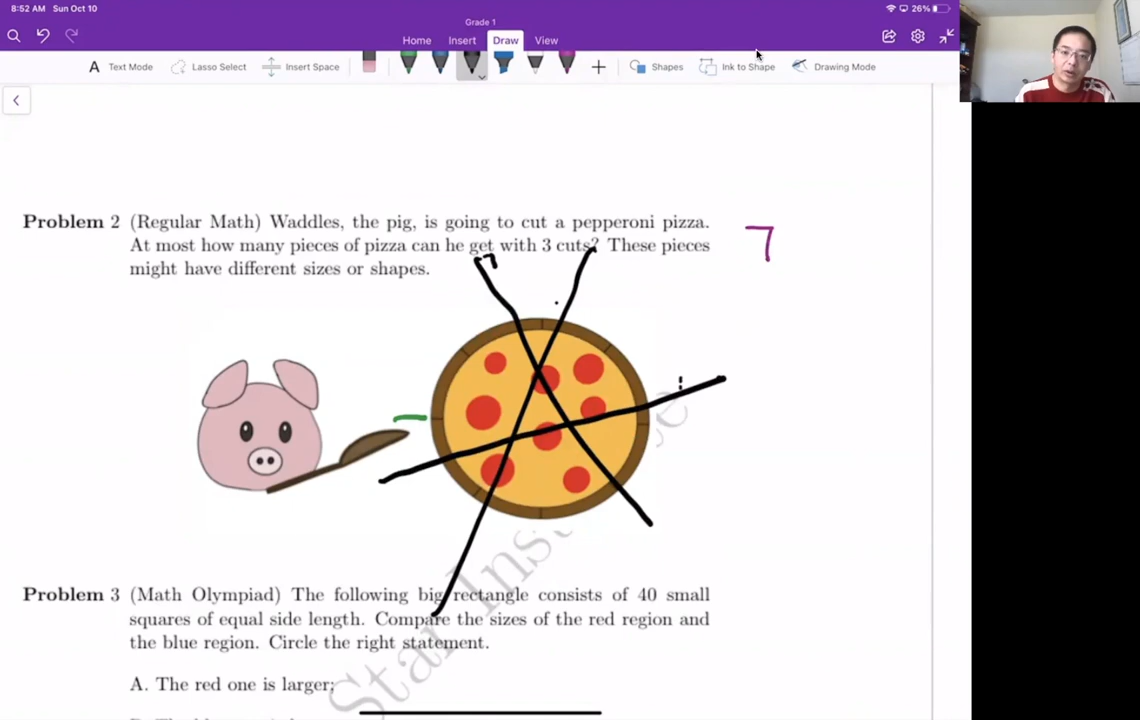 8:52 AM Sun Oct 10
26%
Grade 1
Home Insert Draw View
Text Mode Lasso Select Insert Space Shapes Ink to Shape Drawing Mode
Problem 2 (Regular Math) Waddles, the pig, is going to cut a pepperoni pizza.
At most how many pieces of pizza can he get with 3 cuts? These pieces
might have different sizes or shapes.
7
Problem 3 (Math Olympiad) The following big rectangle consists of 40 small
squares of equal side length. Compare the sizes of the red region and
the blue region. Circle the right statement.
A. The red one is larger;